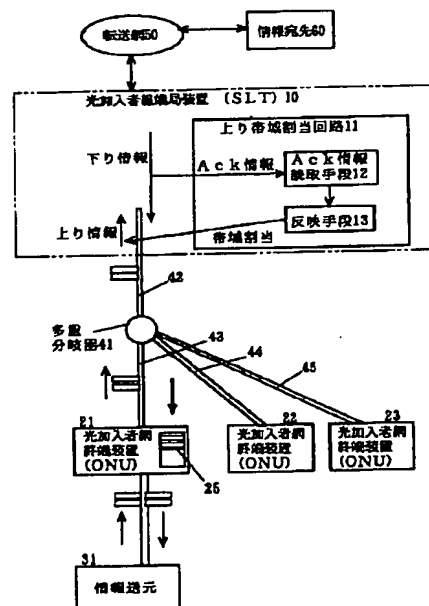 転送網50
情報宛先60
光加入者線端局装置 (SLT) 10
上り帯域割当回路11
下り情報
Ack情報
Ack情報
読取手段12
反映手段13
上り情報
帯域割当
42
多重
分岐器41
43
44
45
21
22
23
光加入者網
終端装置
(ONU)
光加入者網
終端装置
(ONU)
光加入者網
終端装置
(ONU)
25
31
情報送元